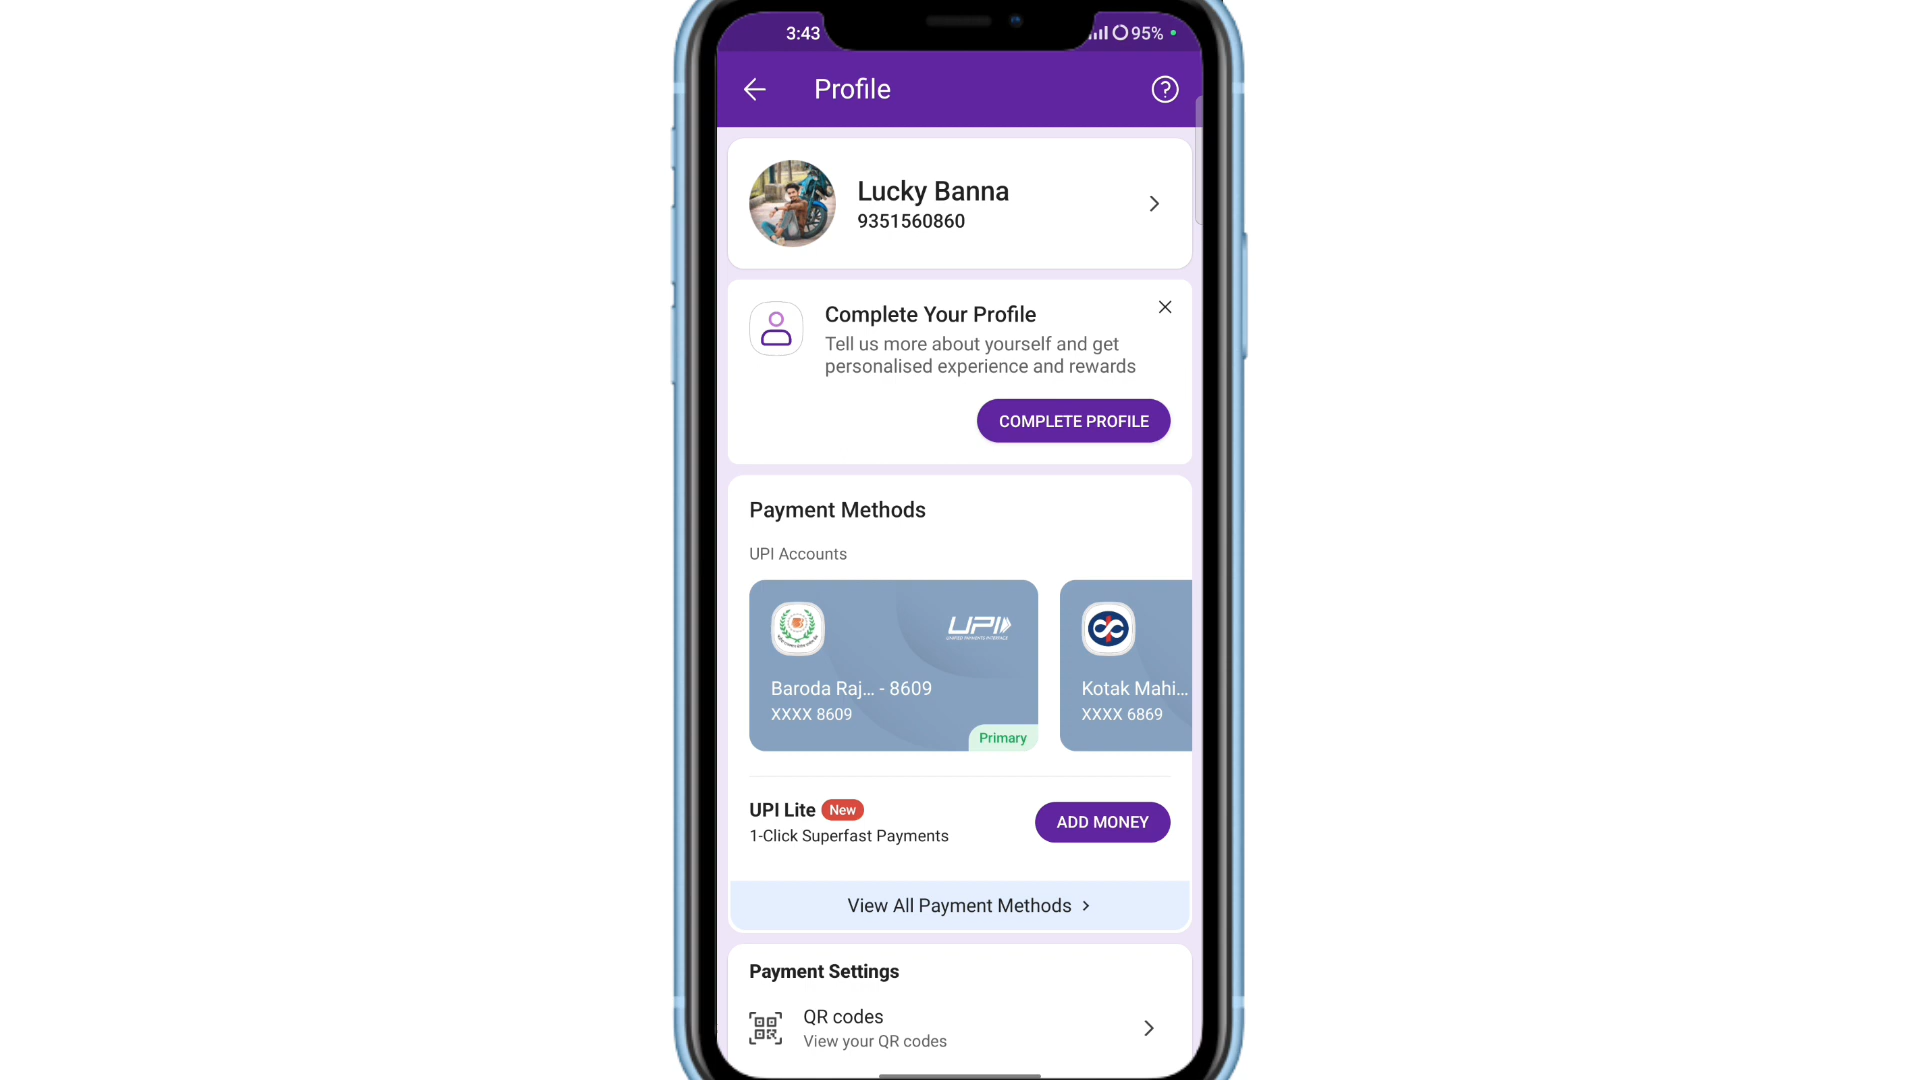 3:43
95%
Profile
Lucky Banna
9351560860
Complete Your Profile
Tell us more about yourself and get
personalised experience and rewards
COMPLETE PROFILE
Payment Methods
UPI Accounts
UPI
UNIFIED PAYMENTS INTERFACE
Baroda Raj... - 8609
XXXX 8609
Primary
Kotak Mahi...
XXXX 6869
UPI Lite New
1-Click Superfast Payments
ADD MONEY
View All Payment Methods
Payment Settings
QR codes
View your QR codes